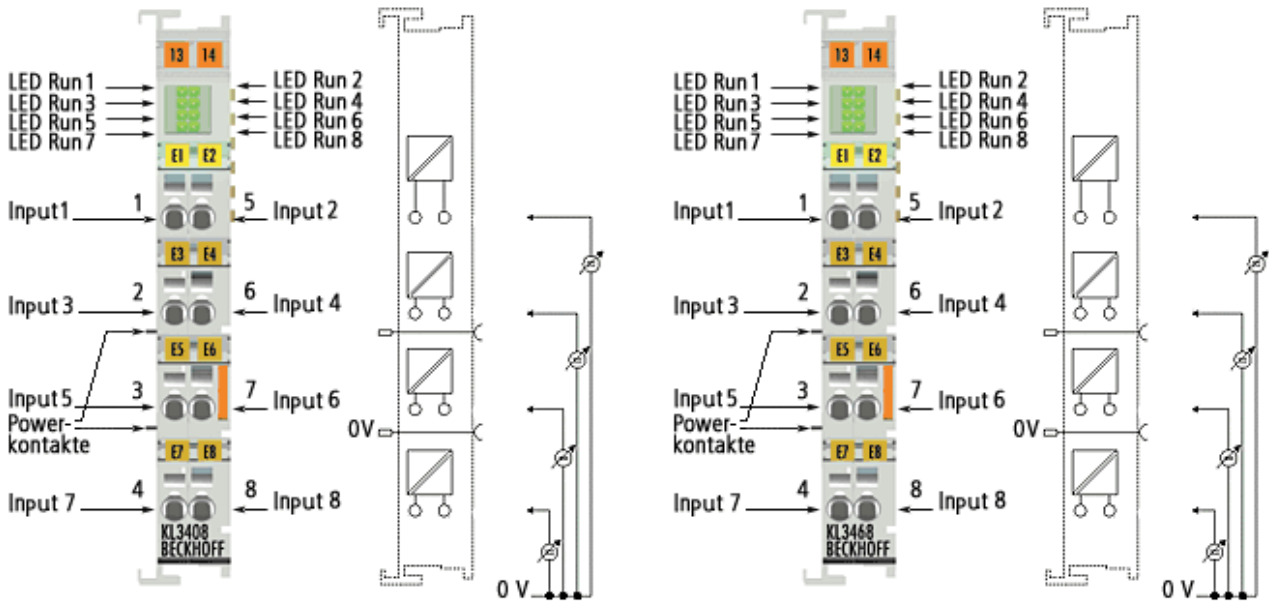 13 14
LED Run 1
LED Run 3
LED Run 5
LED Run 7
LED Run 2
LED Run 4
LED Run 6
LED Run 8
E1 E2
Input1 1
5 Input 2
E3 E4
Input 3 2
6 Input 4
E5 E6
Input 5 3
7 Input 6
Power-
kontakte
E7 E8
Input 7 4
8 Input 8
KL3408
BECKHOFF
0V
0 V
13 14
LED Run 1
LED Run 3
LED Run 5
LED Run 7
LED Run 2
LED Run 4
LED Run 6
LED Run 8
E1 E2
Input1 1
5 Input 2
E3 E4
Input 3 2
6 Input 4
E5 E6
Input 5 3
7 Input 6
Power-
kontakte
E7 E8
Input 7 4
8 Input 8
KL3468
BECKHOFF
0V
0 V